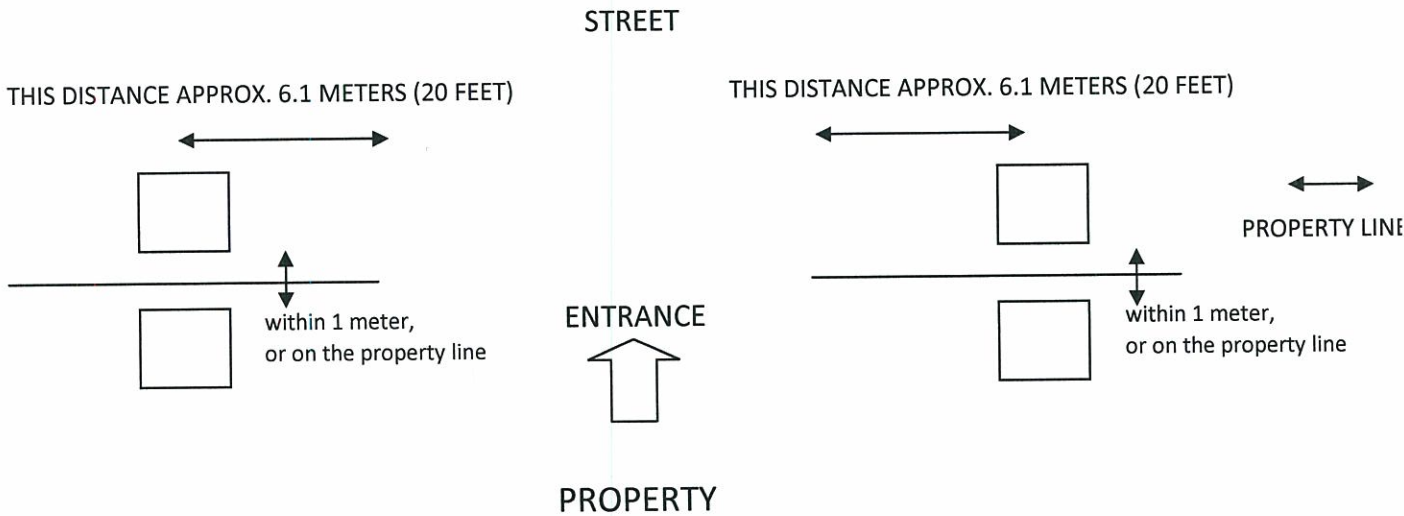 STREET
THIS DISTANCE APPROX. 6.1 METERS (20 FEET)
THIS DISTANCE APPROX. 6.1 METERS (20 FEET)
PROPERTY LINE
within 1 meter,
or on the property line
ENTRANCE
within 1 meter,
or on the property line
PROPERTY